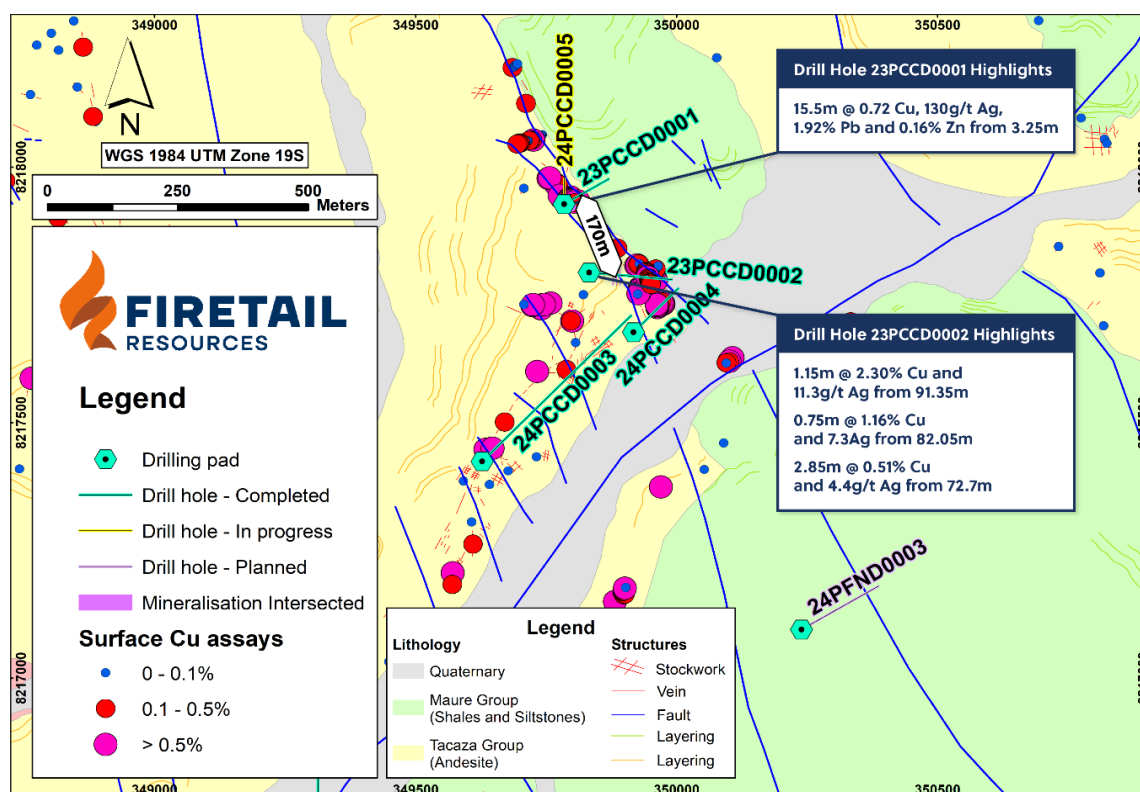 349000
349500
350000
350500
8218000
8217500
8217000
N
WGS 1984 UTM Zone 19S
0 250 500
Meters
FIRETAIL
RESOURCES
Legend
Drilling pad
Drill hole - Completed
Drill hole - In progress
Drill hole - Planned
Mineralisation Intersected
Surface Cu assays
0 - 0.1%
0.1 - 0.5%
> 0.5%
24PCCD0005
23PCCD0001
170m
23PCCD0002
24PCCD0004
24PCCD0003
24PFND0003
Drill Hole 23PCCD0001 Highlights
15.5m @ 0.72 Cu, 130g/t Ag,
1.92% Pb and 0.16% Zn from 3.25m
Drill Hole 23PCCD0002 Highlights
1.15m @ 2.30% Cu and
11.3g/t Ag from 91.35m
0.75m @ 1.16% Cu
and 7.3Ag from 82.05m
2.85m @ 0.51% Cu
and 4.4g/t Ag from 72.7m
Legend
Lithology
Quaternary
Maure Group
(Shales and Siltstones)
Tacaza Group
(Andesite)
Structures
Stockwork
Vein
Fault
Layering
Layering
349000
349500
350000
350500